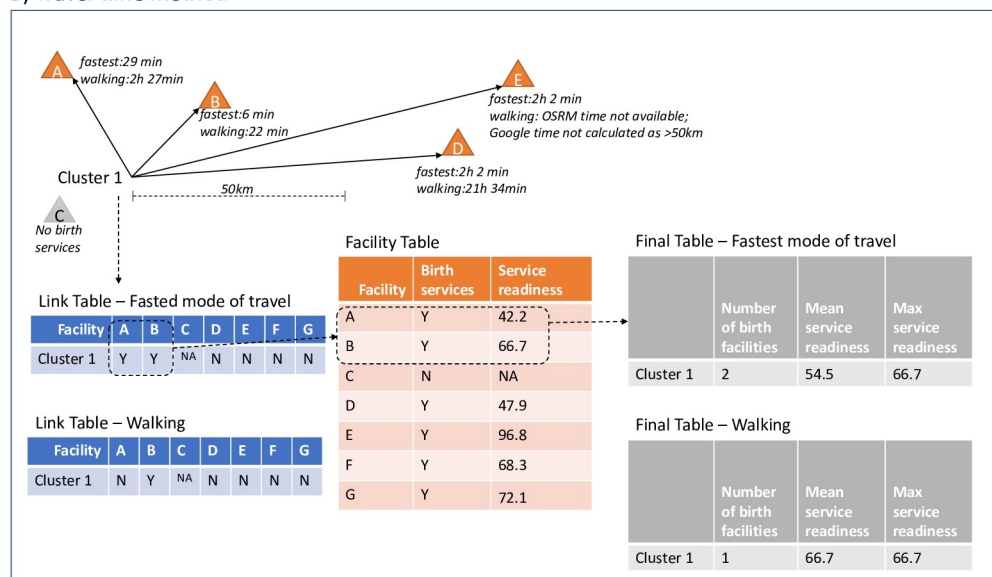 A
fastest:29 min
walking:2h 27min
B
fastest:6 min
walking:22 min
E
fastest:2h 2 min
walking: OSRM time not available;
Google time not calculated as >50km
D
fastest:2h 2 min
walking:21h 34min
Cluster 1
50km
C
No birth
services
Link Table – Fasted mode of travel
Facility A B C D E F G
Cluster 1 Y Y NA N N N N
Link Table – Walking
Facility A B C D E F G
Cluster 1 N Y NA N N N N
Facility Table
Facility Birth services Service readiness
A Y 42.2
B Y 66.7
C N NA
D Y 47.9
E Y 96.8
F Y 68.3
G Y 72.1
Final Table – Fastest mode of travel
Number of birth facilities Mean service readiness Max service readiness
Cluster 1 2 54.5 66.7
Final Table – Walking
Number of birth facilities Mean service readiness Max service readiness
Cluster 1 1 66.7 66.7